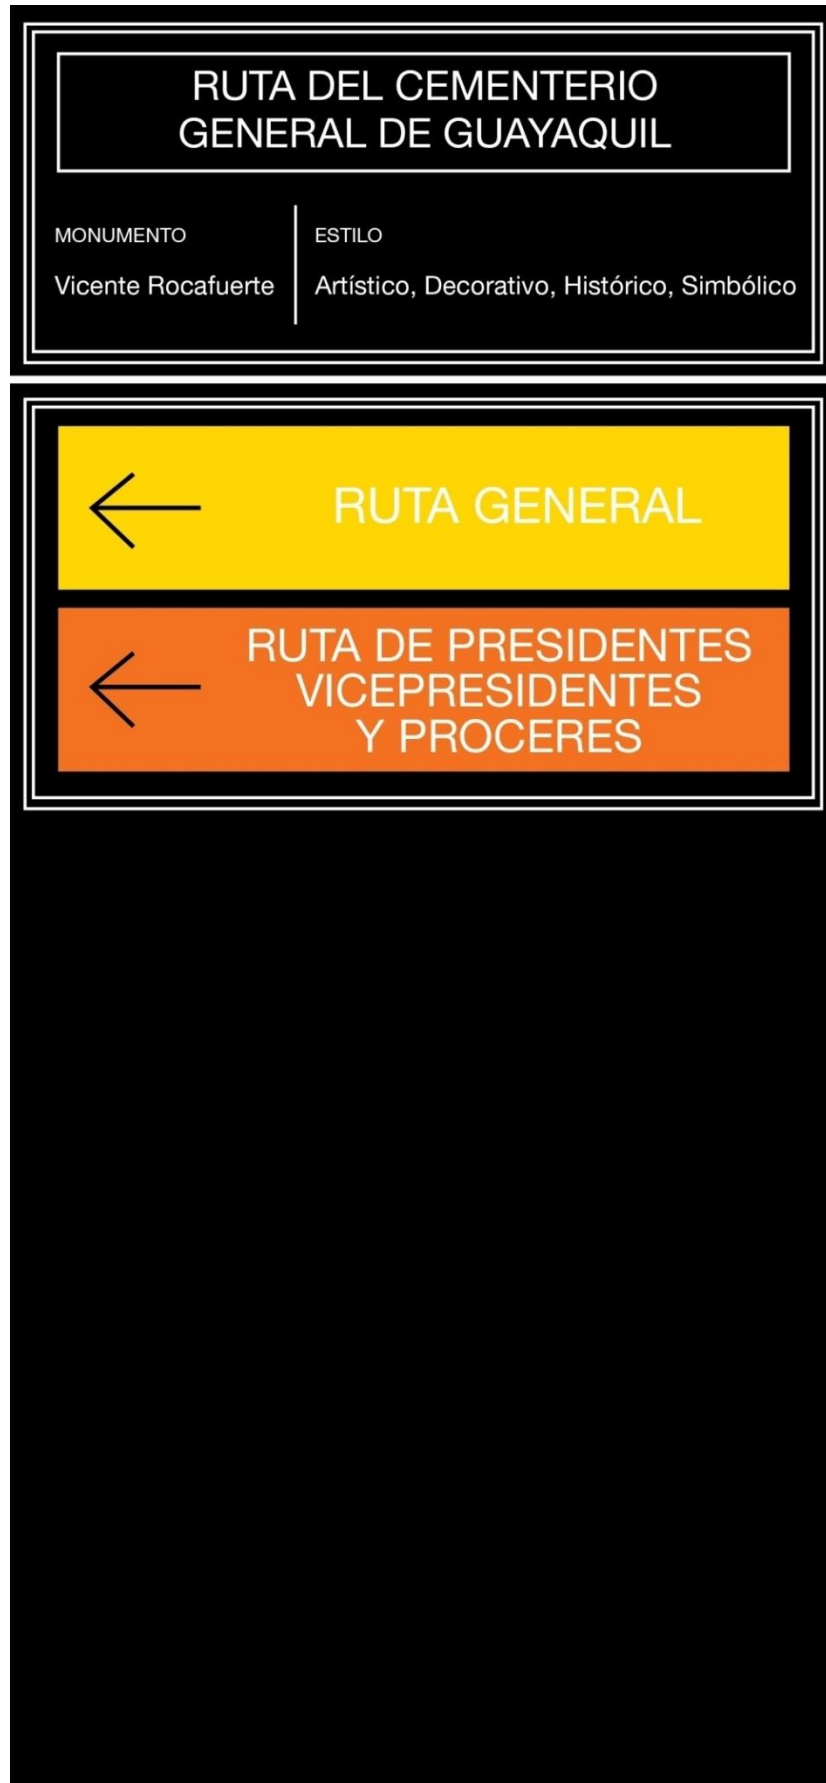 RUTA DEL CEMENTERIO
GENERAL DE GUAYAQUIL
MONUMENTO
Vicente Rocafuerte
ESTILO
Artístico, Decorativo, Histórico, Simbólico
RUTA GENERAL
RUTA DE PRESIDENTES
VICEPRESIDENTES
Y PROCERES